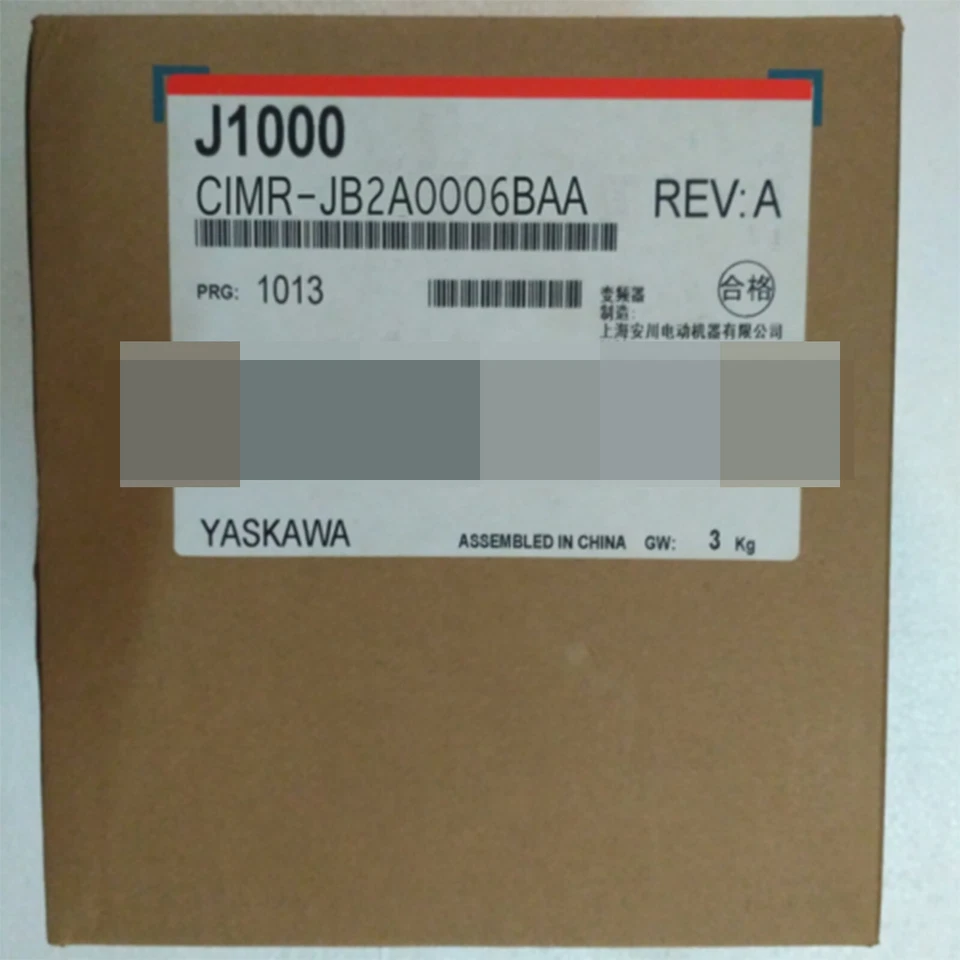 J1000
CIMR-JB2A0006BAA REV: A
PRG: 1013
合格
变频器
制造:
上海安川电动机器有限公司
YASKAWA ASSEMBLED IN CHINA GW: 3 Kg